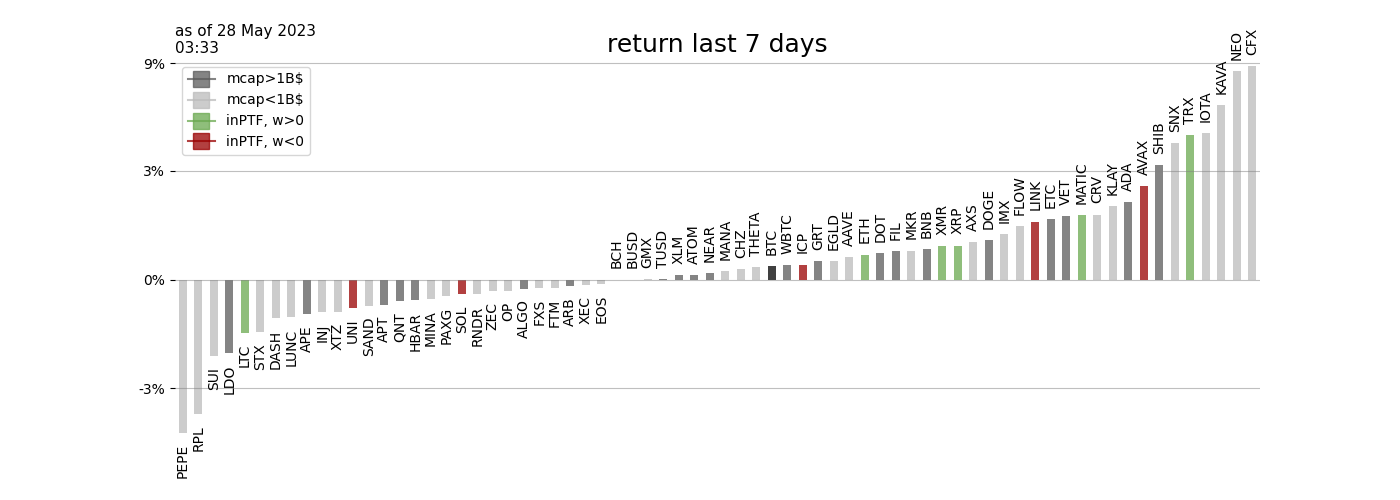 as of 28 May 2023
03:33
return last 7 days
9%
3%
0%
-3%
mcap>1B$
mcap<1B$
inPTF, w>0
inPTF, w<0
PEPE
RPL
SUI
LDO
LTC
STX
DASH
LUNC
APE
INJ
XTZ
UNI
SAND
APT
QNT
HBAR
MINA
PAXG
SOL
RNDR
ZEC
OP
ALGO
FXS
FTM
ARB
XEC
EOS
BCH
BUSD
GMX
TUSD
XLM
ATOM
NEAR
MANA
CHZ
THETA
BTC
WBTC
ICP
GRT
EGLD
AAVE
ETH
DOT
FIL
MKR
BNB
XMR
XRP
AXS
DOGE
IMX
FLOW
LINK
ETC
VET
MATIC
CRV
KLAY
ADA
AVAX
SHIB
SNX
TRX
IOTA
KAVA
NEO
CFX